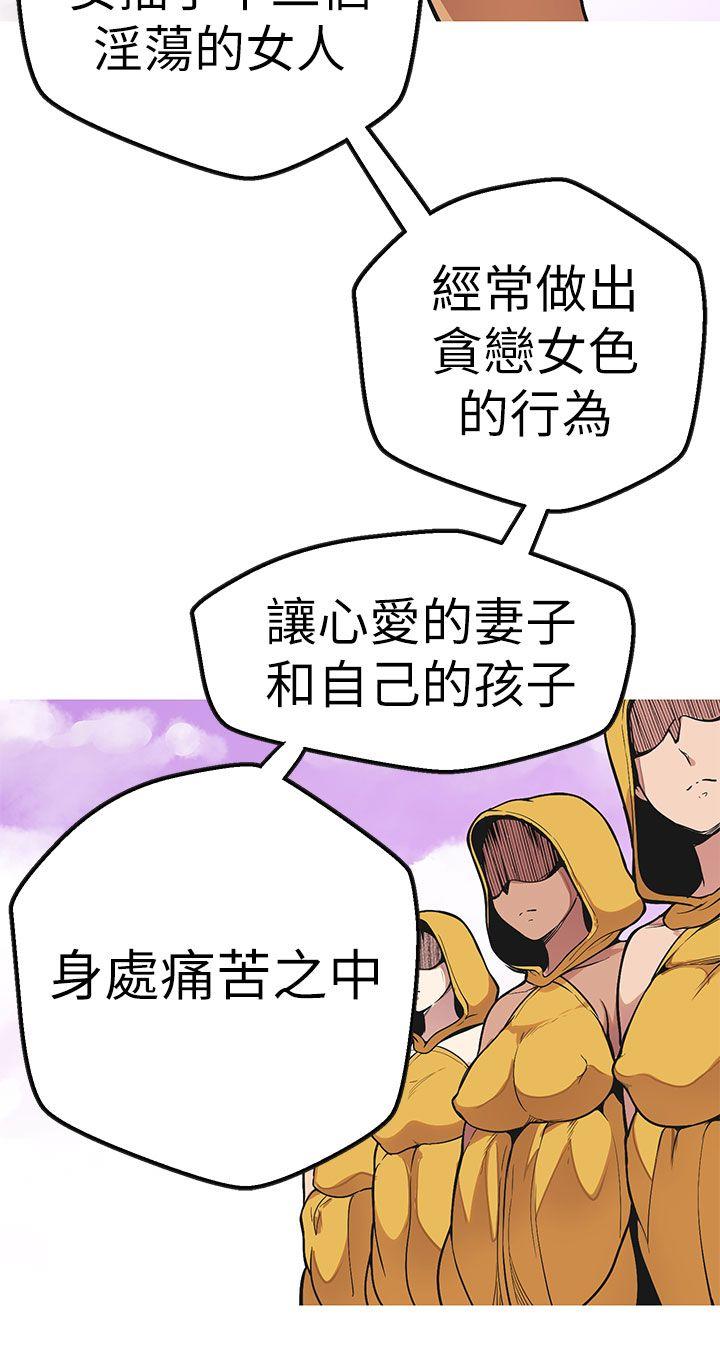 淫蕩的女人
經常做出
貪戀女色
的行為
讓心愛的妻子
和自己的孩子
身處痛苦之中